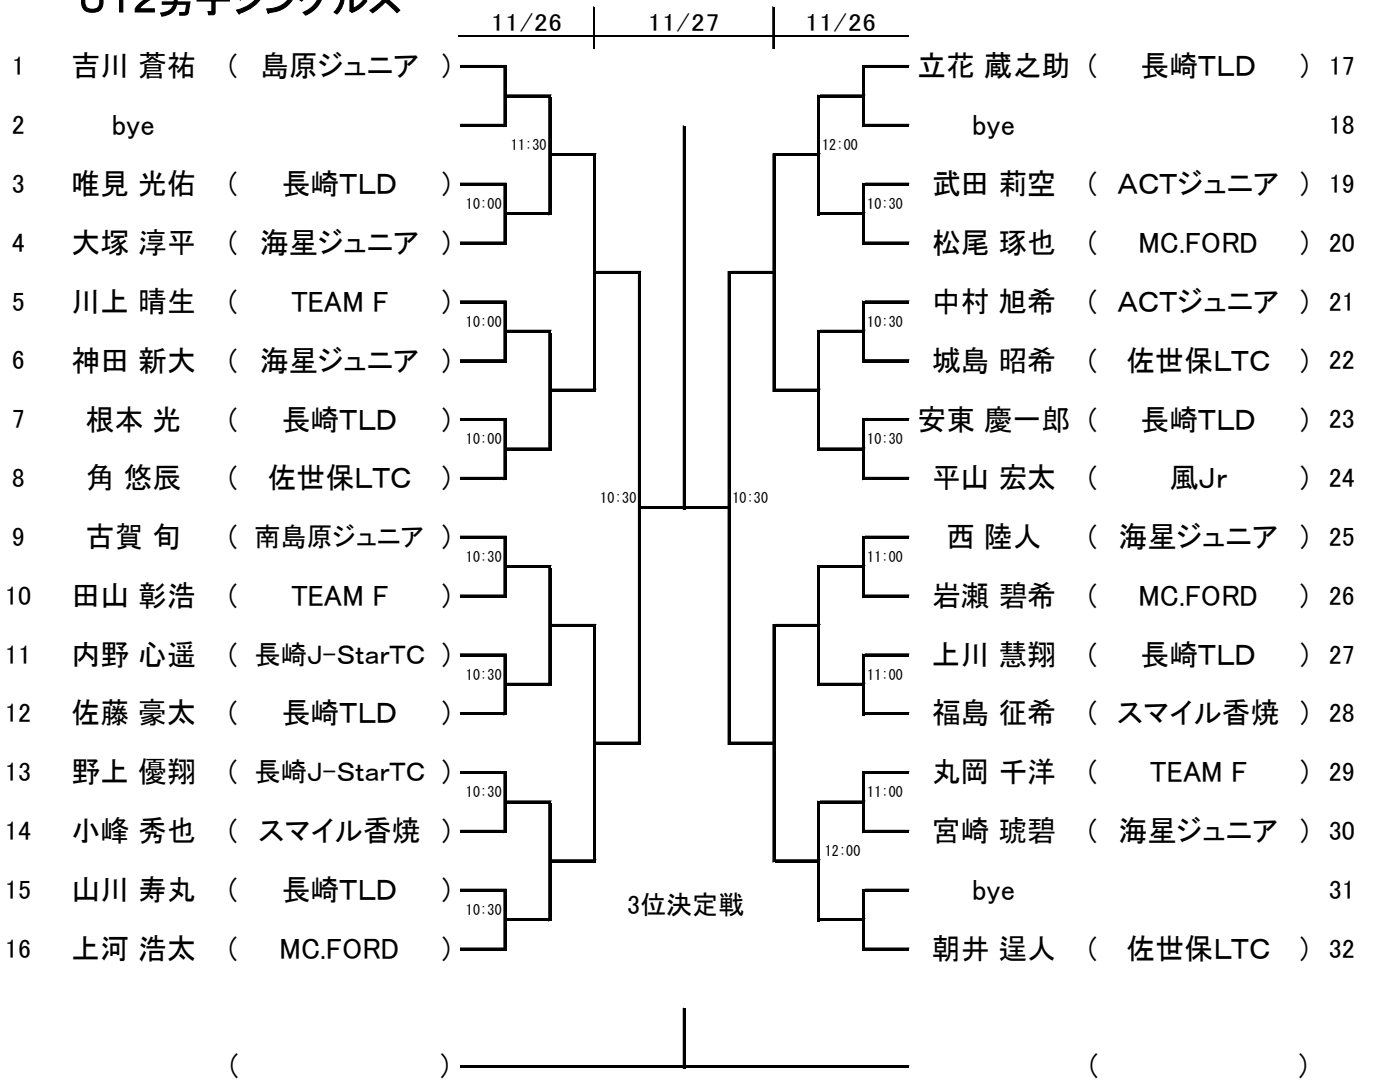 U12男子シングルス
11/26 11/27 11/26
1 吉川 蒼祐 ( 島原ジュニア ) 立花 蔵之助 ( 長崎TLD ) 17
2 bye bye 18
11:30 12:00
3 唯見 光佑 ( 長崎TLD ) 武田 莉空 ( ACTジュニア ) 19
10:00 10:30
4 大塚 淳平 ( 海星ジュニア ) 松尾 琢也 ( MC.FORD ) 20
5 川上 晴生 ( TEAM F ) 中村 旭希 ( ACTジュニア ) 21
10:00 10:30
6 神田 新大 ( 海星ジュニア ) 城島 昭希 ( 佐世保LTC ) 22
7 根本 光 ( 長崎TLD ) 安東 慶一郎 ( 長崎TLD ) 23
10:00 10:30
8 角 悠辰 ( 佐世保LTC ) 平山 宏太 ( 風Jr ) 24
10:30 10:30
9 古賀 旬 ( 南島原ジュニア ) 西 陸人 ( 海星ジュニア ) 25
10:30 11:00
10 田山 彰浩 ( TEAM F ) 岩瀬 碧希 ( MC.FORD ) 26
11 内野 心遥 ( 長崎J-StarTC ) 上川 慧翔 ( 長崎TLD ) 27
10:30 11:00
12 佐藤 豪太 ( 長崎TLD ) 福島 征希 ( スマイル香焼 ) 28
13 野上 優翔 ( 長崎J-StarTC ) 丸岡 千洋 ( TEAM F ) 29
10:30 11:00
14 小峰 秀也 ( スマイル香焼 ) 宮崎 琥碧 ( 海星ジュニア ) 30
12:00
15 山川 寿丸 ( 長崎TLD ) 3位決定戦 bye 31
10:30
16 上河 浩太 ( MC.FORD ) 朝井 逞人 ( 佐世保LTC ) 32
( ) ( )